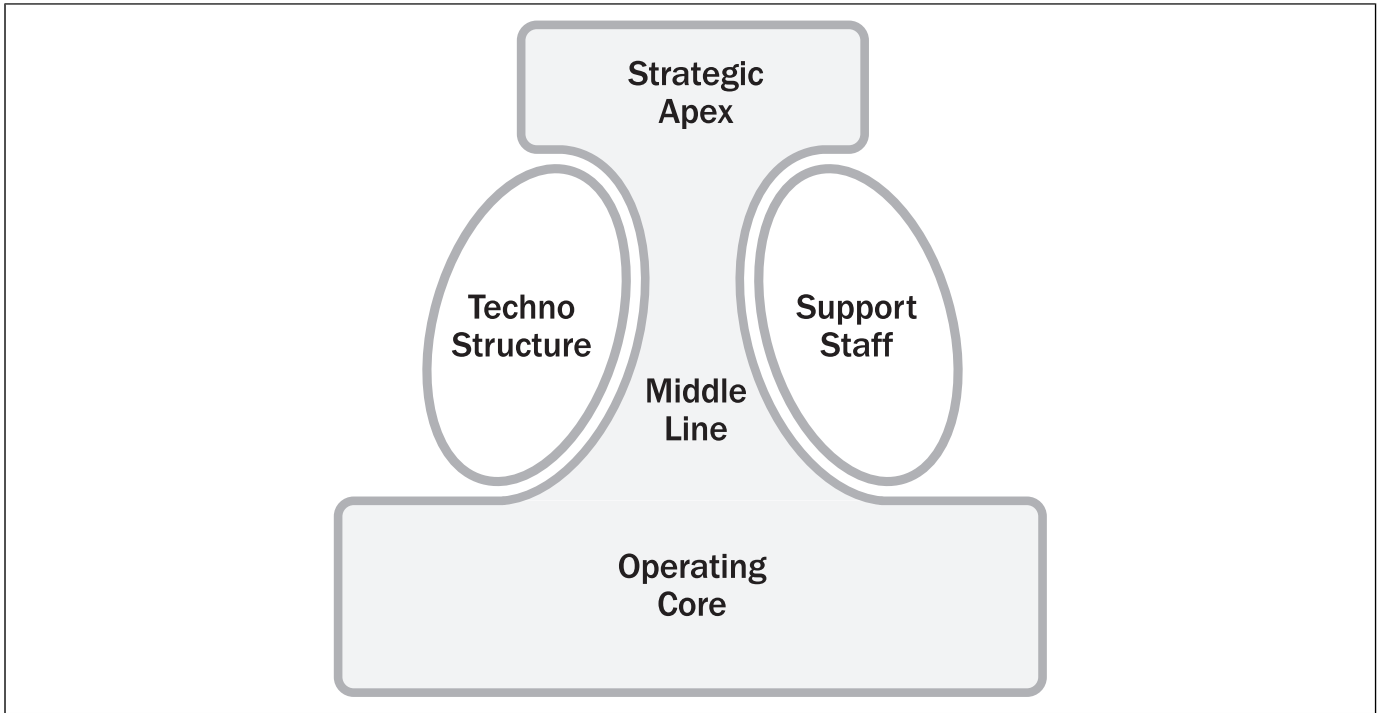 Strategic
Apex
Techno
Structure
Support
Staff
Middle
Line
Operating
Core